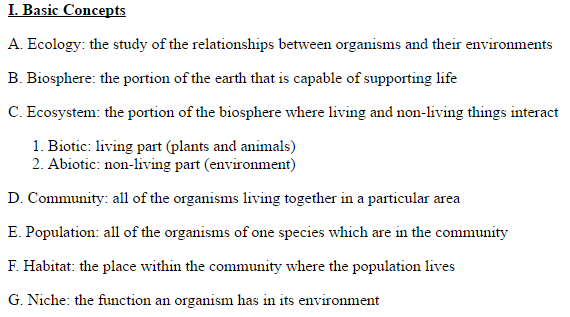 I. Basic Concepts
A. Ecology: the study of the relationships between organisms and their environments
B. Biosphere: the portion of the earth that is capable of supporting life
C. Ecosystem: the portion of the biosphere where living and non-living things interact
1. Biotic: living part (plants and animals)
2. Abiotic: non-living part (environment)
D. Community: all of the organisms living together in a particular area
E. Population: all of the organisms of one species which are in the community
F. Habitat: the place within the community where the population lives
G. Niche: the function an organism has in its environment